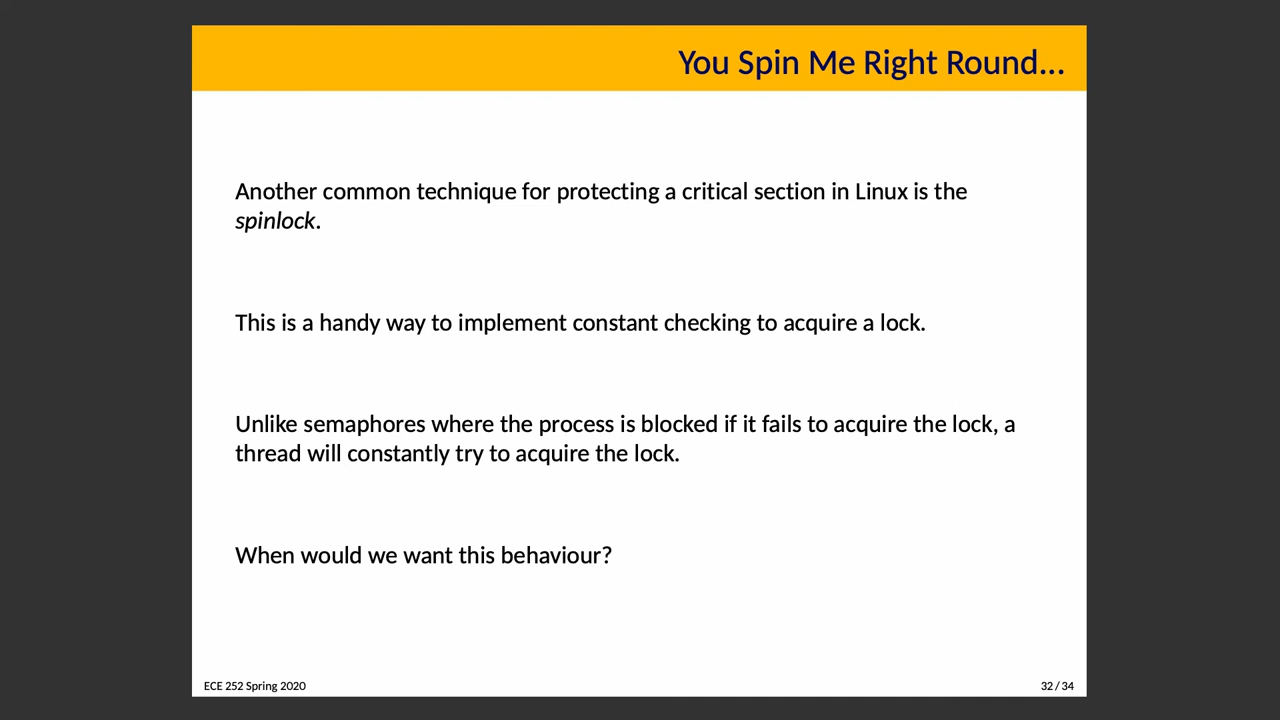 You Spin Me Right Round...
Another common technique for protecting a critical section in Linux is the
spinlock.
This is a handy way to implement constant checking to acquire a lock.
Unlike semaphores where the process is blocked if it fails to acquire the lock, a
thread will constantly try to acquire the lock.
When would we want this behaviour?
ECE 252 Spring 2020
32 / 34